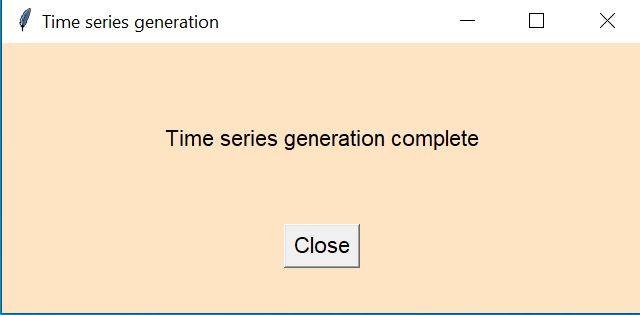 Time series generation
Time series generation complete
Close